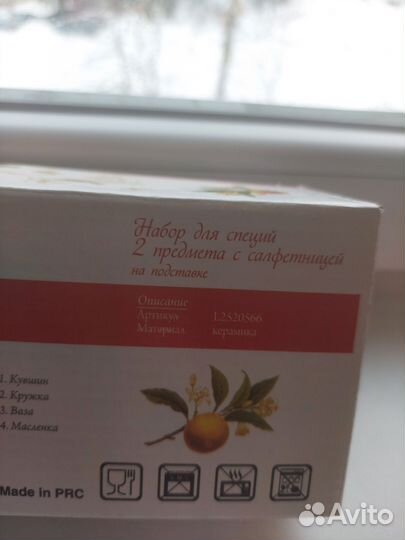 Набор для специй
2 предмета с салфетницей
на подставке
Описание
Артикул L2520566
Материал керамика
1. Кувшин
2. Кружка
3. Ваза
4. Масленка
Made in PRC
Avito